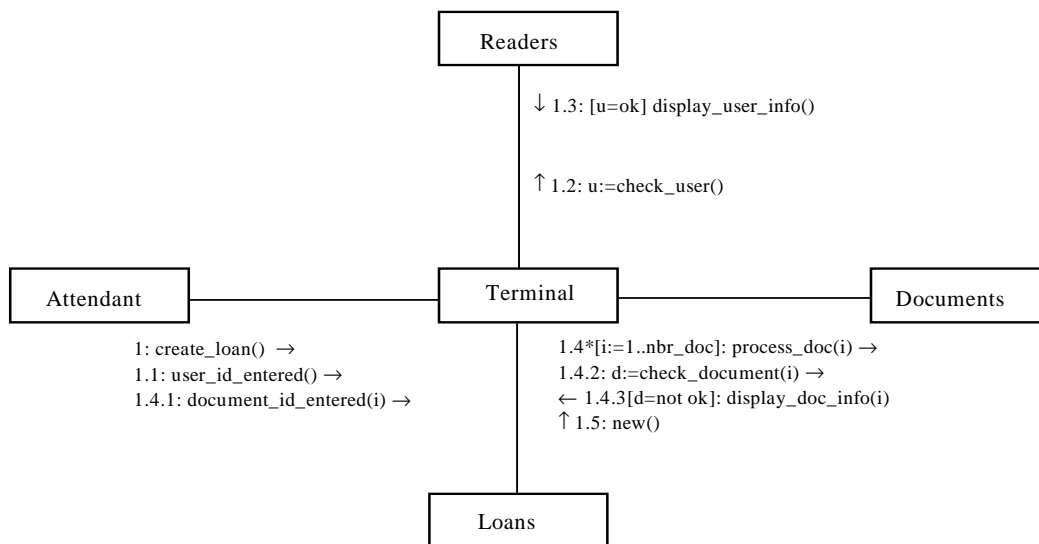 Readers
↓ 1.3: [u=ok] display_user_info()
↑ 1.2: u:=check_user()
Attendant
Terminal
Documents
1: create_loan() →
1.1: user_id_entered() →
1.4.1: document_id_entered(i) →
1.4*[i:=1..nbr_doc]: process_doc(i) →
1.4.2: d:=check_document(i) →
← 1.4.3[d=not ok]: display_doc_info(i)
↑ 1.5: new()
Loans